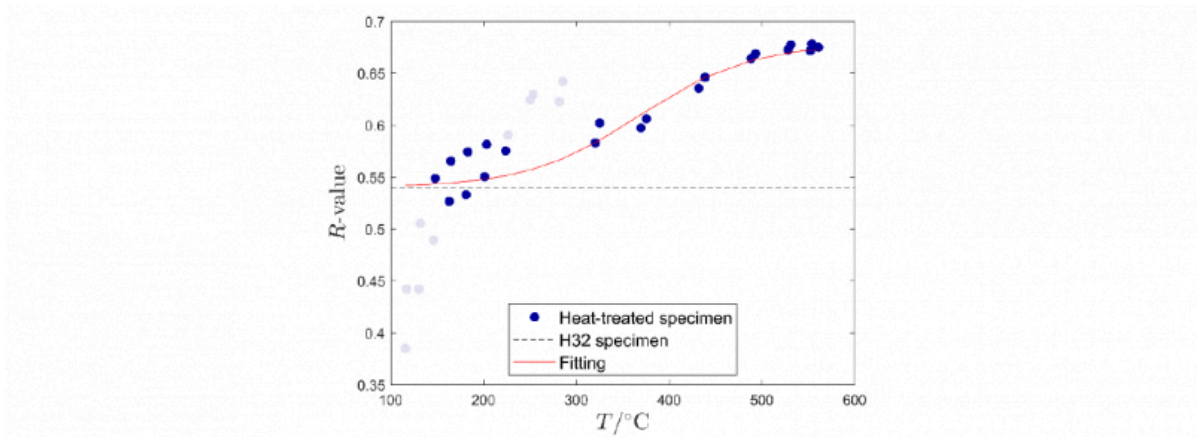 0.7
0.65
0.6
0.55
0.5
0.45
0.4
0.35
R-value
100 200 300 400 500 600
T/°C
Heat-treated specimen
H32 specimen
Fitting